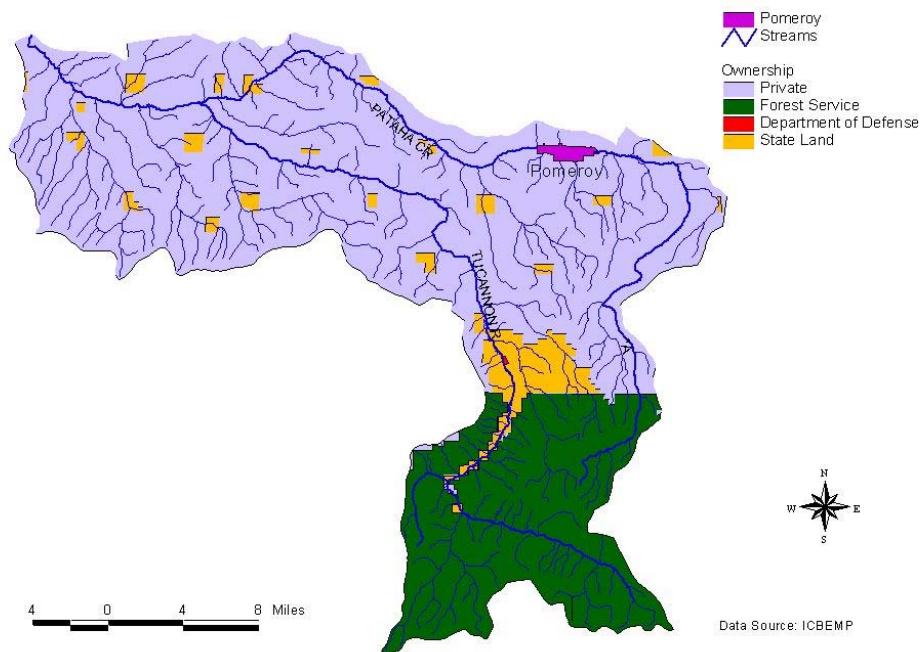 Pomeroy
Streams
Ownership
Private
Forest Service
Department of Defense
State Land
PATAHA CR
Pomeroy
TUCANNON R
A
N
W E
S
4 0 4 8 Miles
Data Source: ICBEMP